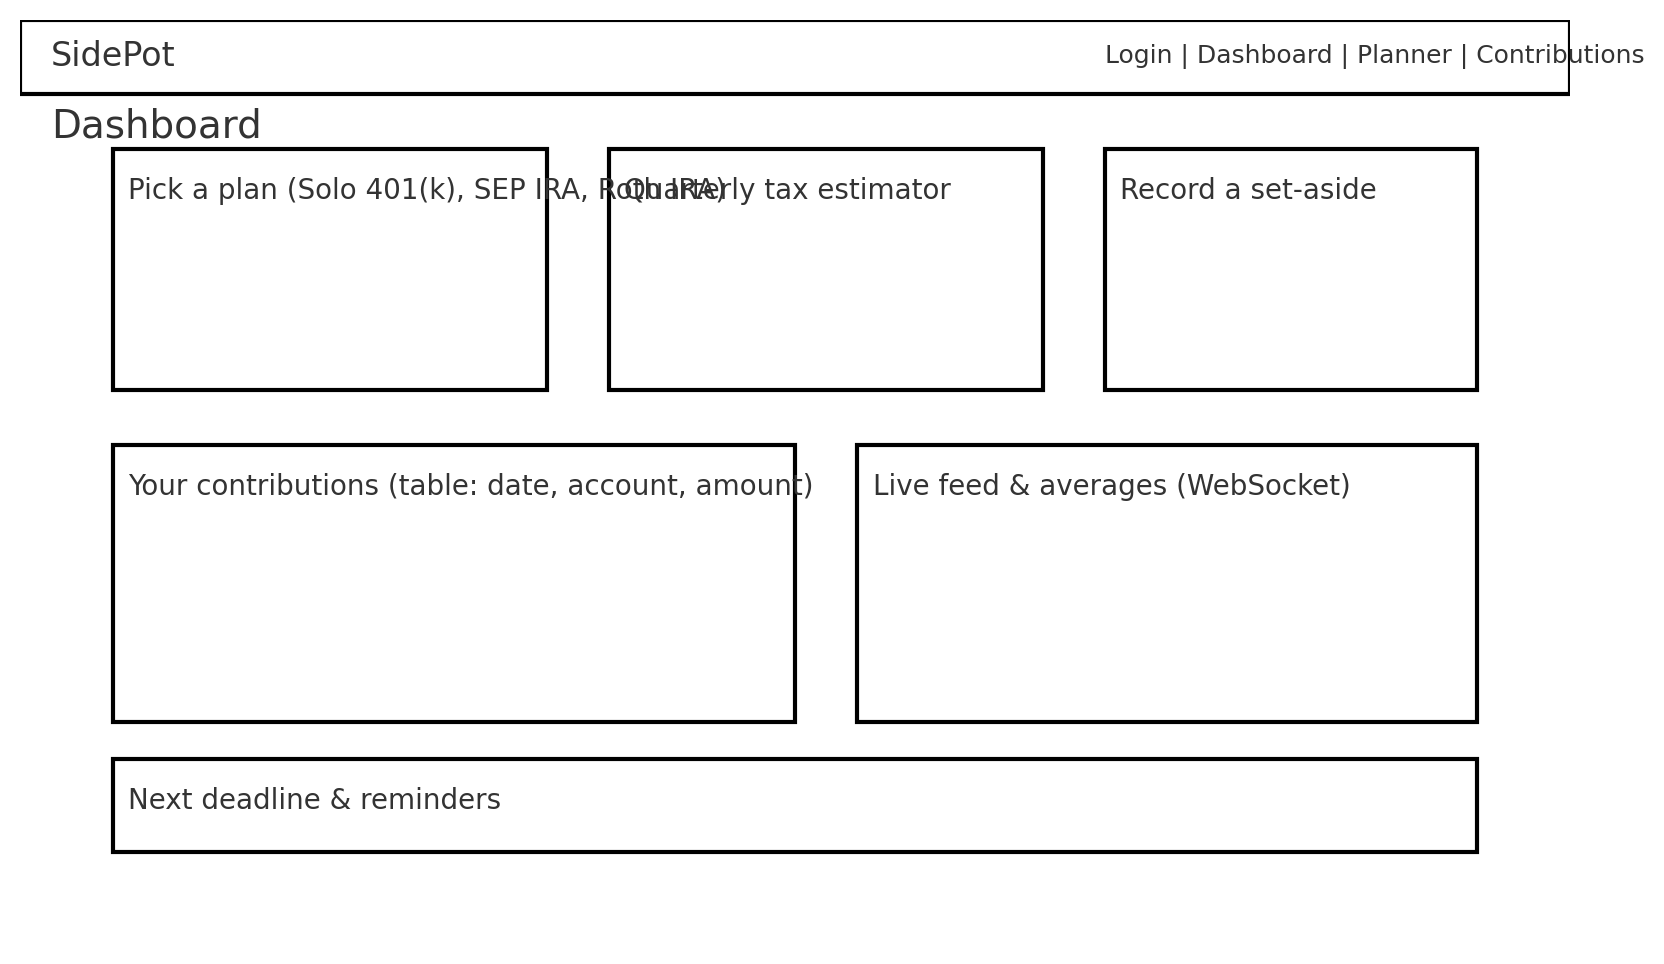 SidePot
Login | Dashboard | Planner | Contributions
Dashboard
Pick a plan (Solo 401(k), SEP IRA, Roth IRA)
Quarterly tax estimator
Record a set-aside
Your contributions (table: date, account, amount)
Live feed & averages (WebSocket)
Next deadline & reminders